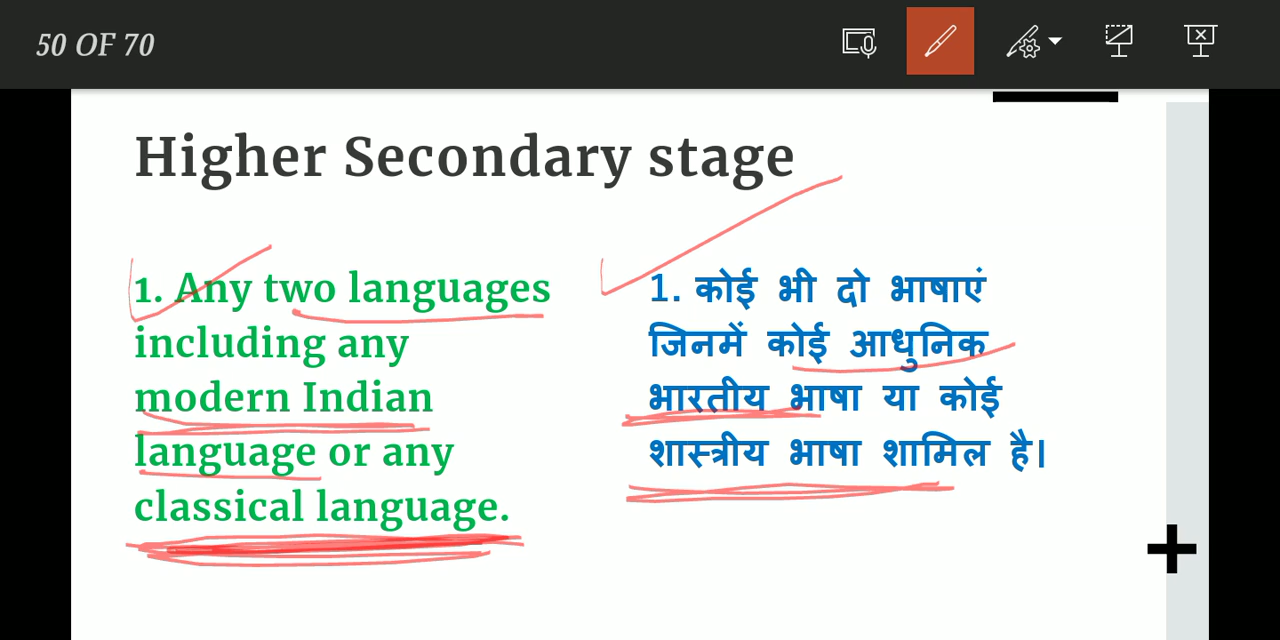 50 OF 70
Higher Secondary stage
1. Any two languages
including any
modern Indian
language or any
classical language.
1. कोई भी दो भाषाएं
जिनमें कोई आधुनिक
भारतीय भाषा या कोई
शास्त्रीय भाषा शामिल है।